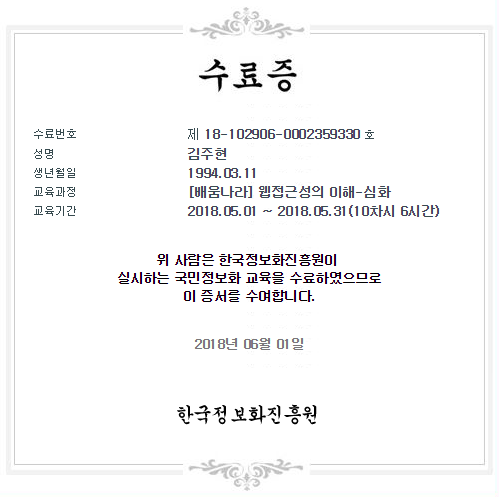 수료증
수료번호 제 18-102906-0002359330 호
성명 김주현
생년월일 1994.03.11
교육과정 [배움나라] 웹접근성의 이해-심화
교육기간 2018.05.01 ~ 2018.05.31(10차시 6시간)
위 사람은 한국정보화진흥원이
실시하는 국민정보화 교육을 수료하였으므로
이 증서를 수여합니다.
2018년 06월 01일
한국정보화진흥원